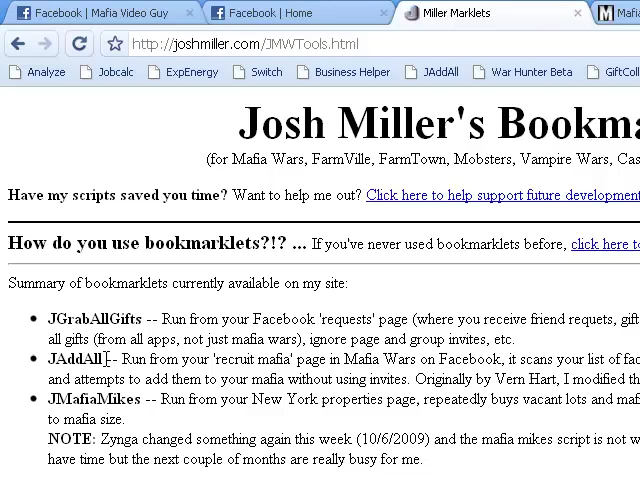 Facebook | Mafia Video Guy
Facebook | Home
Miller Marklets
Mafia
http://joshmiller.com/JMWTools.html
Analyze
Jobcalc
ExpEnergy
Switch
Business Helper
JAddAll
War Hunter Beta
GiftColl
Josh Miller's Bookma
(for Mafia Wars, FarmVille, FarmTown, Mobsters, Vampire Wars, Cas
Have my scripts saved you time? Want to help me out? Click here to help support future development
How do you use bookmarklets?!? ... If you've never used bookmarklets before, click here to
Summary of bookmarklets currently available on my site:
• JGrabAllGifts -- Run from your Facebook 'requests' page (where you receive friend requets, gift
all gifts (from all apps, not just mafia wars), ignore page and group invites, etc.
• JAddAll -- Run from your 'recruit mafia' page in Mafia Wars on Facebook, it scans your list of fac
and attempts to add them to your mafia without using invites. Originally by Vern Hart, I modified th
• JMafiaMikes -- Run from your New York properties page, repeatedly buys vacant lots and maf
to mafia size.
NOTE: Zynga changed something again this week (10/6/2009) and the mafia mikes script is not w
have time but the next couple of months are really busy for me.